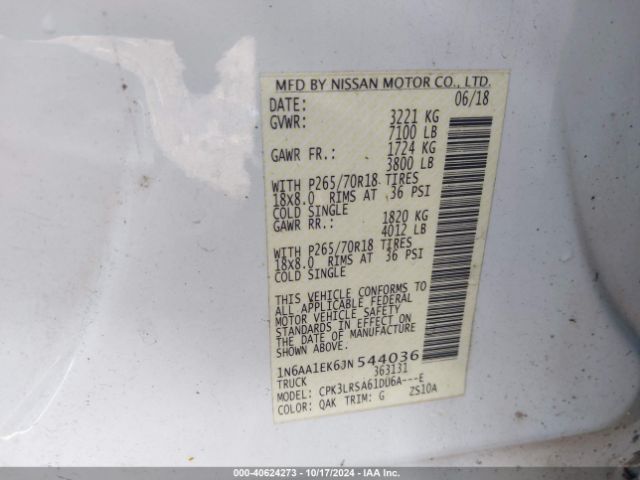 MFD BY NISSAN MOTOR CO., LTD.
DATE: 06/18
GVWR: 3221 KG
7100 LB
GAWR FR.: 1724 KG
3800 LB
WITH P265/70R18 TIRES
18X8.0 RIMS AT 36 PSI
COLD SINGLE
GAWR RR.: 1820 KG
4012 LB
WITH P265/70R18 TIRES
18X8.0 RIMS AT 36 PSI
COLD SINGLE
THIS VEHICLE CONFORMS TO
ALL APPLICABLE FEDERAL
MOTOR VEHICLE SAFETY
STANDARDS IN EFFECT ON
THE DATE OF MANUFACTURE
SHOWN ABOVE.
1N6AA1EK6JN544036
TRUCK 363131
MODEL: CPK3LRSA61DU6A---E
COLOR: QAK TRIM: G ZS10A
000-40624273 - 10/17/2024 - IAA Inc.